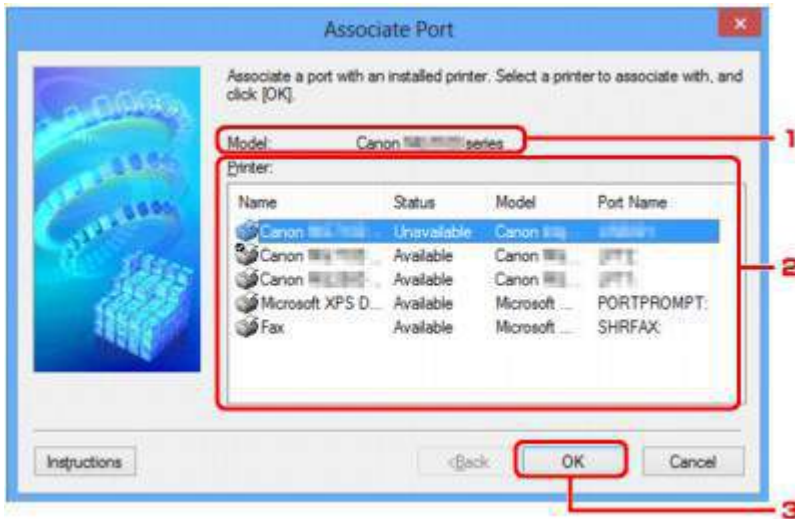 Associate Port
Associate a port with an installed printer. Select a printer to associate with, and
click [OK].
Model: Canon series
1
Printer:
Name Status Model Port Name
Canon Unavailable Canon
Canon ... Available Canon
2
Canon ... Available Canon
Microsoft XPS D... Available Microsoft ... PORTPROMPT:
Fax Available Microsoft ... SHRFAX:
Instructions <Back OK Cancel
3